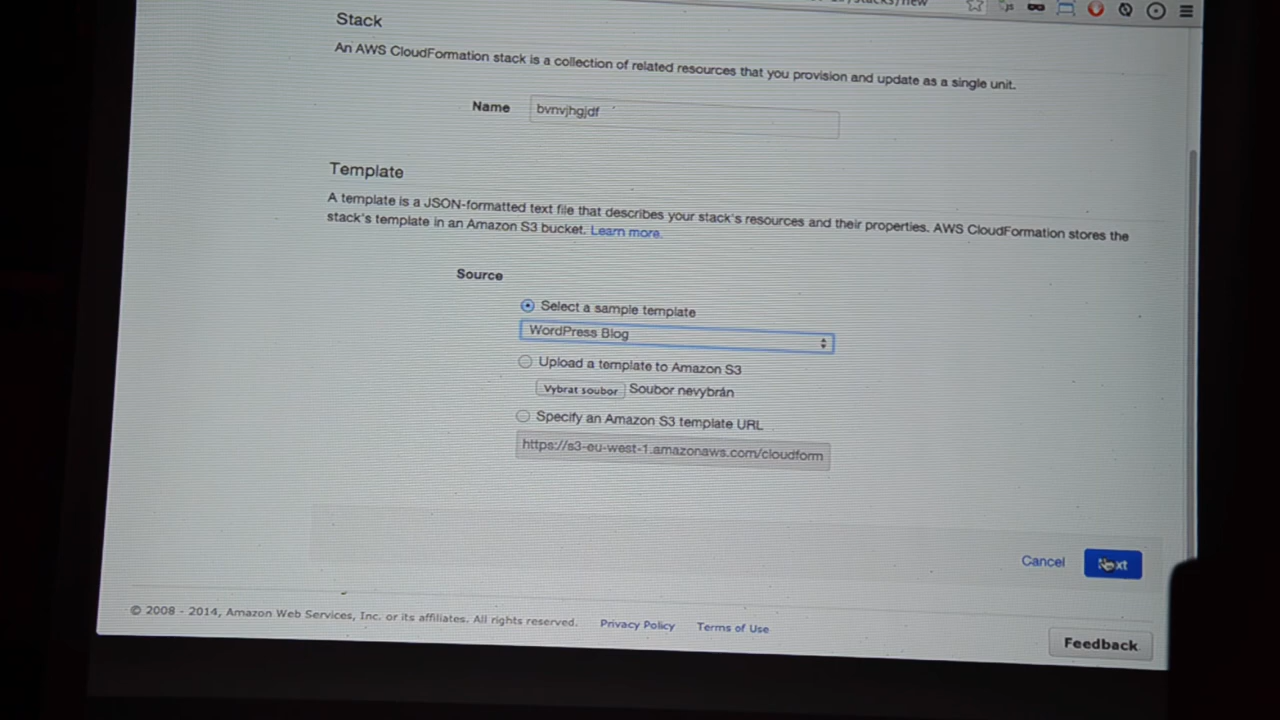 Stack
An AWS CloudFormation stack is a collection of related resources that you provision and update as a single unit.
Name
bvnvjhgjdf
Template
A template is a JSON-formatted text file that describes your stack's resources and their properties. AWS CloudFormation stores the
stack's template in an Amazon S3 bucket. Learn more.
Source
Select a sample template
WordPress Blog
Upload a template to Amazon S3
Vybrat soubor Soubor nevybrán
Specify an Amazon S3 template URL
https://s3-eu-west-1.amazonaws.com/cloudform
Cancel Next
© 2008 - 2014, Amazon Web Services, Inc. or its affiliates. All rights reserved. Privacy Policy Terms of Use
Feedback